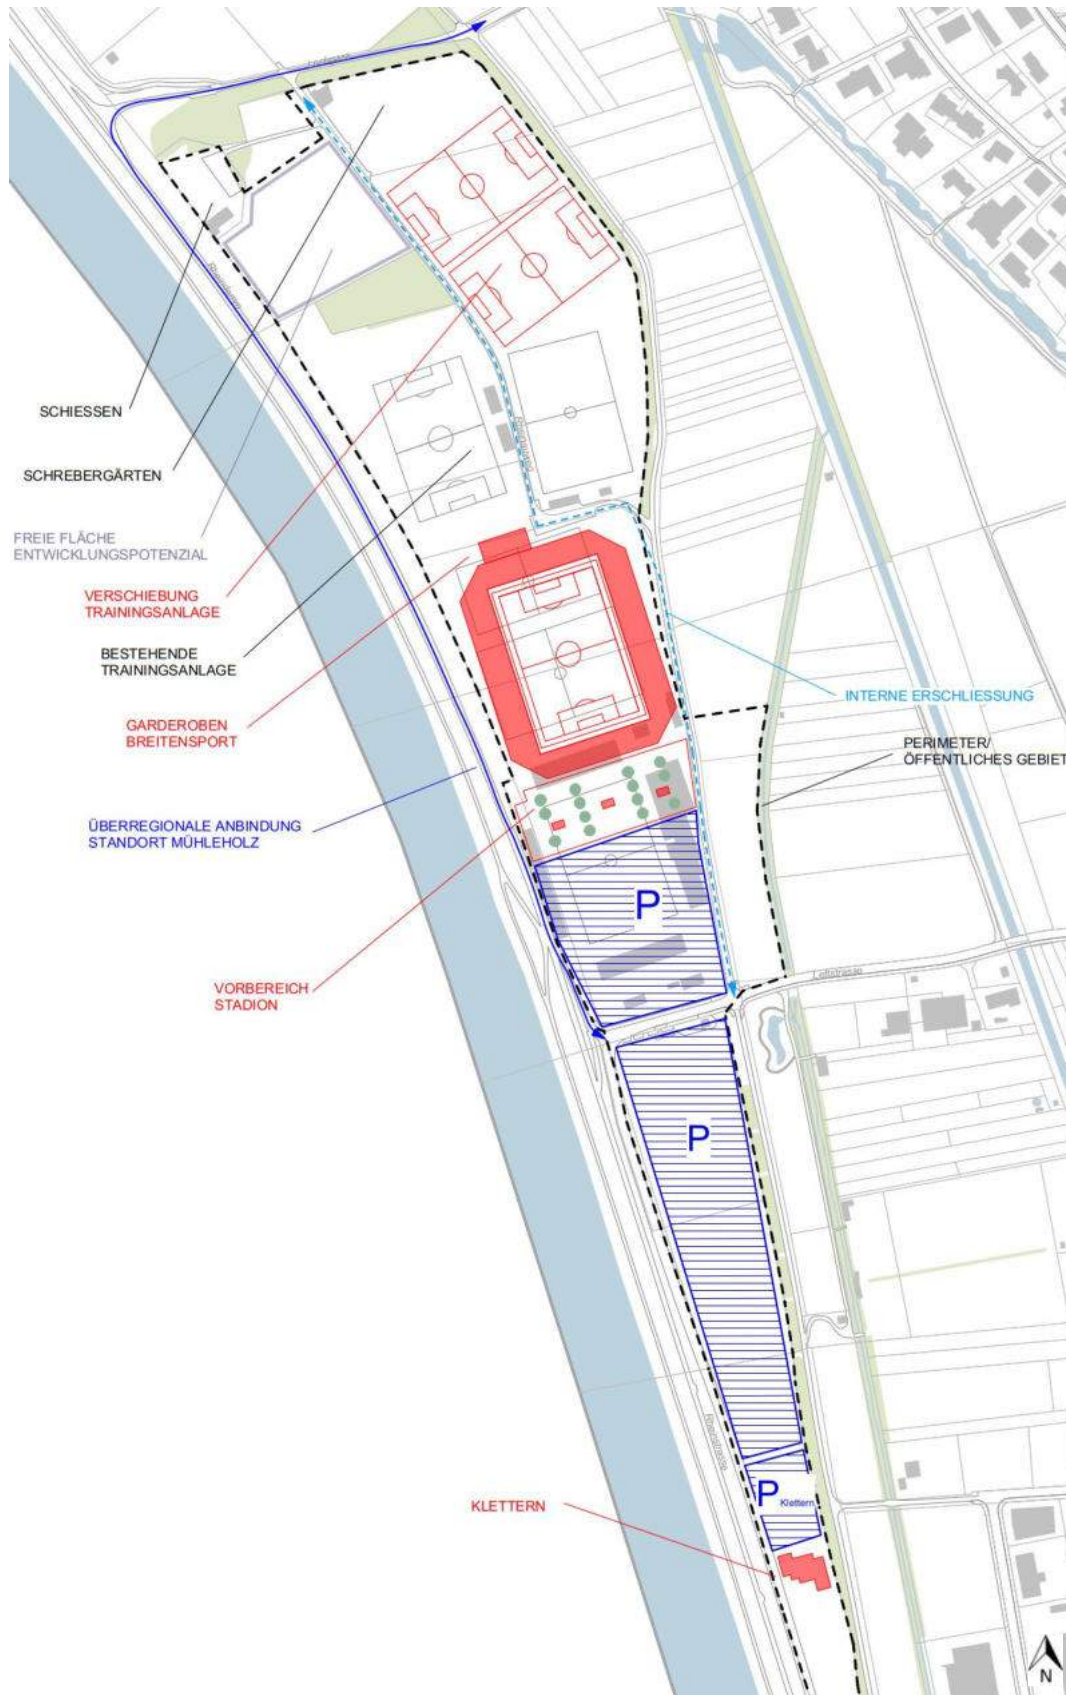 SCHIESSEN
SCHREBERGÄRTEN
FREIE FLÄCHE
ENTWICKLUNGSPOTENZIAL
VERSCHIEBUNG
TRAININGSANLAGE
BESTEHENDE
TRAININGSANLAGE
GARDEROBEN
BREITENSPORT
INTERNE ERSCHLIESSUNG
PERIMETER/
ÖFFENTLICHES GEBIET
ÜBERREGIONALE ANBINDUNG
STANDORT MÜHLEHOLZ
P
VORBEREICH
STADION
P
KLETTERN
P Klettern
N